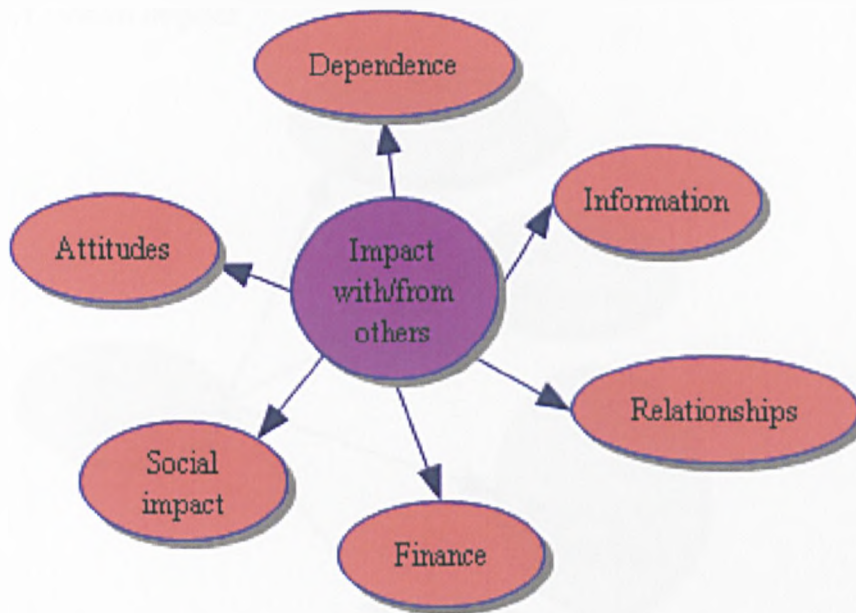 Dependence
Information
Attitudes
Impact
with/from
others
Relationships
Social
impact
Finance